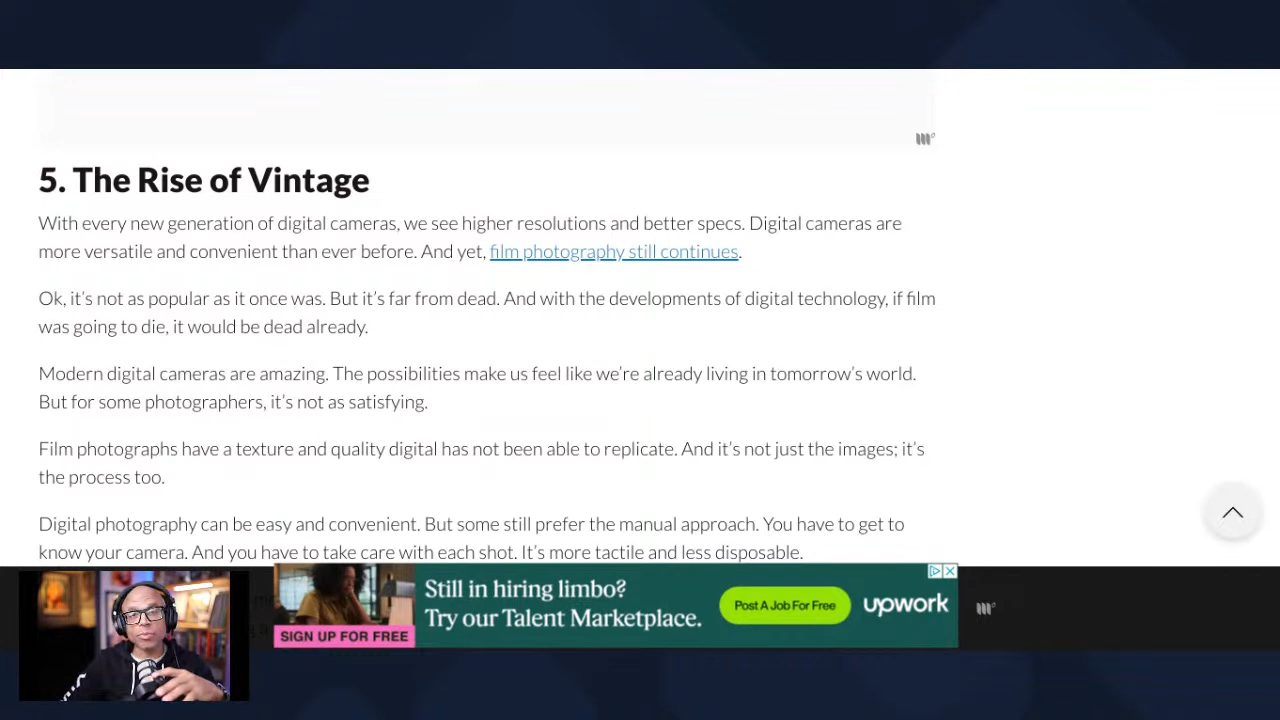 5. The Rise of Vintage
With every new generation of digital cameras, we see higher resolutions and better specs. Digital cameras are
more versatile and convenient than ever before. And yet, film photography still continues.
Ok, it's not as popular as it once was. But it's far from dead. And with the developments of digital technology, if film
was going to die, it would be dead already.
Modern digital cameras are amazing. The possibilities make us feel like we're already living in tomorrow's world.
But for some photographers, it's not as satisfying.
Film photographs have a texture and quality digital has not been able to replicate. And it's not just the images; it's
the process too.
Digital photography can be easy and convenient. But some still prefer the manual approach. You have to get to
know your camera. And you have to take care with each shot. It's more tactile and less disposable.
Still in hiring limbo?
Try our Talent Marketplace.
Post A Job For Free
upwork
SIGN UP FOR FREE